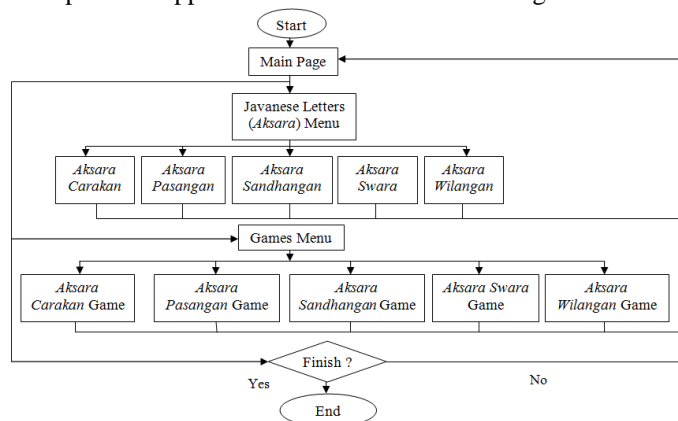 Start
Main Page
Javanese Letters
(Aksara) Menu
Aksara
Carakan
Aksara
Pasangan
Aksara
Sandhangan
Aksara
Swara
Aksara
Wilangan
Games Menu
Aksara
Carakan Game
Aksara
Pasangan Game
Aksara
Sandhangan Game
Aksara Swara
Game
Aksara
Wilangan Game
Finish ?
Yes
No
End